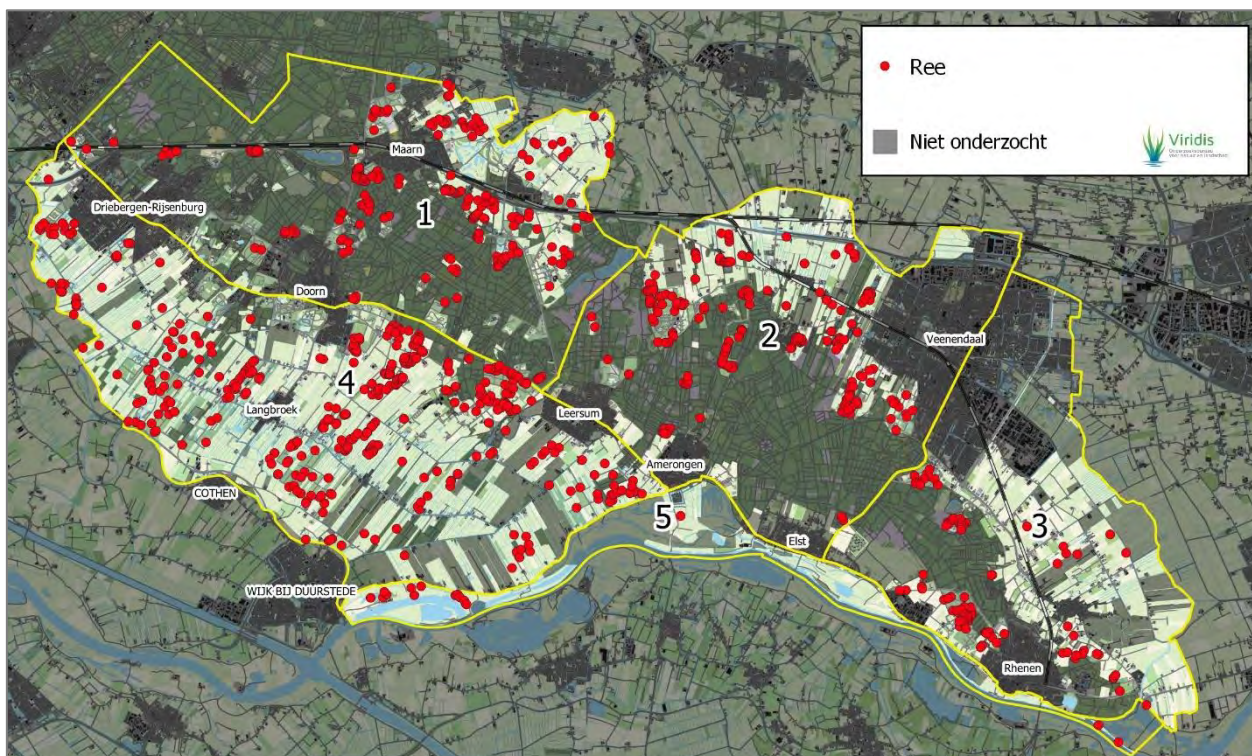 Ree
Niet onderzocht
Viridis
Maarn
1
Driebergen-Rijsenburg
Doorn
2
Veenendaal
4
Langbroek
Leersum
Amerongen
COTHEN
5
3
Elst
WIJK BIJ DUURSTEDE
Rhenen